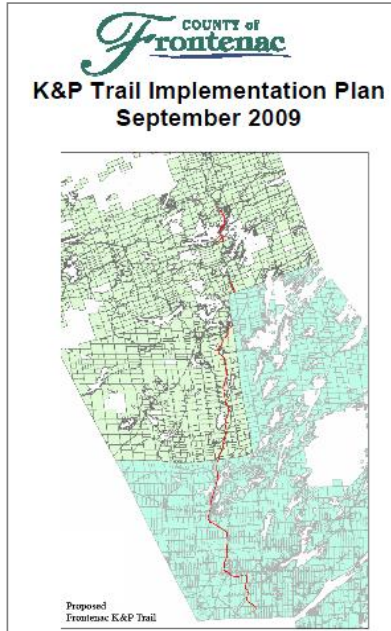 COUNTY of
Frontenac
K&P Trail Implementation Plan
September 2009
Proposed
Frontenac K&P Trail